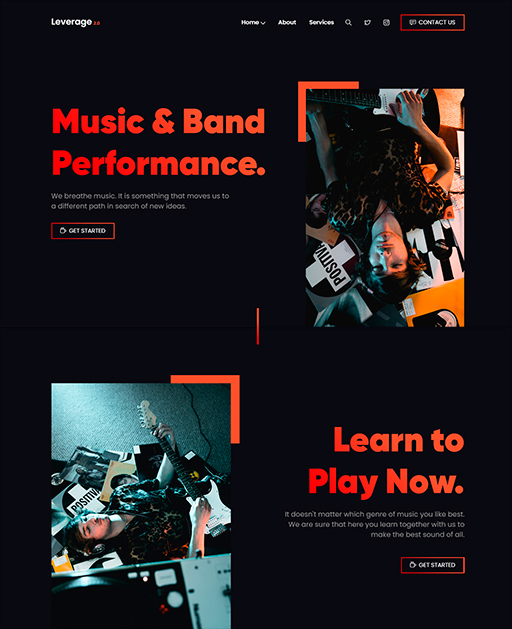 Leverage 2.0
Home About Services CONTACT US
Music & Band
Performance.
We breathe music. It is something that moves us to
a different path in search of new ideas.
GET STARTED
POSITIVA
Learn to
Play Now.
It doesn't matter which genre of music you like best.
We are sure that here you learn together with us to
make the best sound of all.
GET STARTED
POSITIVA